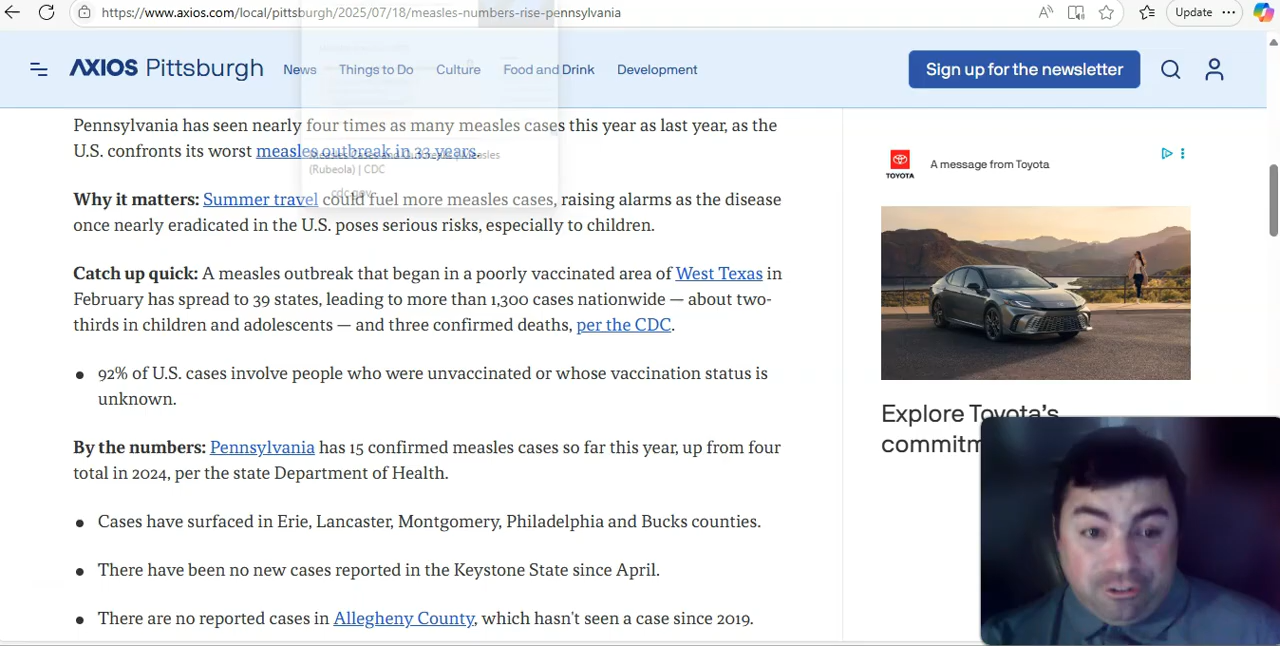 https://www.axios.com/local/pittsburgh/2025/07/18/measles-numbers-rise-pennsylvania
Update
AXIOS Pittsburgh
News
Things to Do
Culture
Food and Drink
Development
Sign up for the newsletter
Pennsylvania has seen nearly four times as many measles cases this year as last year, as the
U.S. confronts its worst measles outbreak in 33 years.
Measles Cases and Outbreaks | Measles
(Rubeola) | CDC
cdc.gov
Why it matters: Summer travel could fuel more measles cases, raising alarms as the disease
once nearly eradicated in the U.S. poses serious risks, especially to children.
Catch up quick: A measles outbreak that began in a poorly vaccinated area of West Texas in
February has spread to 39 states, leading to more than 1,300 cases nationwide — about two-
thirds in children and adolescents — and three confirmed deaths, per the CDC.
● 92% of U.S. cases involve people who were unvaccinated or whose vaccination status is
unknown.
By the numbers: Pennsylvania has 15 confirmed measles cases so far this year, up from four
total in 2024, per the state Department of Health.
● Cases have surfaced in Erie, Lancaster, Montgomery, Philadelphia and Bucks counties.
● There have been no new cases reported in the Keystone State since April.
● There are no reported cases in Allegheny County, which hasn't seen a case since 2019.
TOYOTA
A message from Toyota
Explore Toyota's